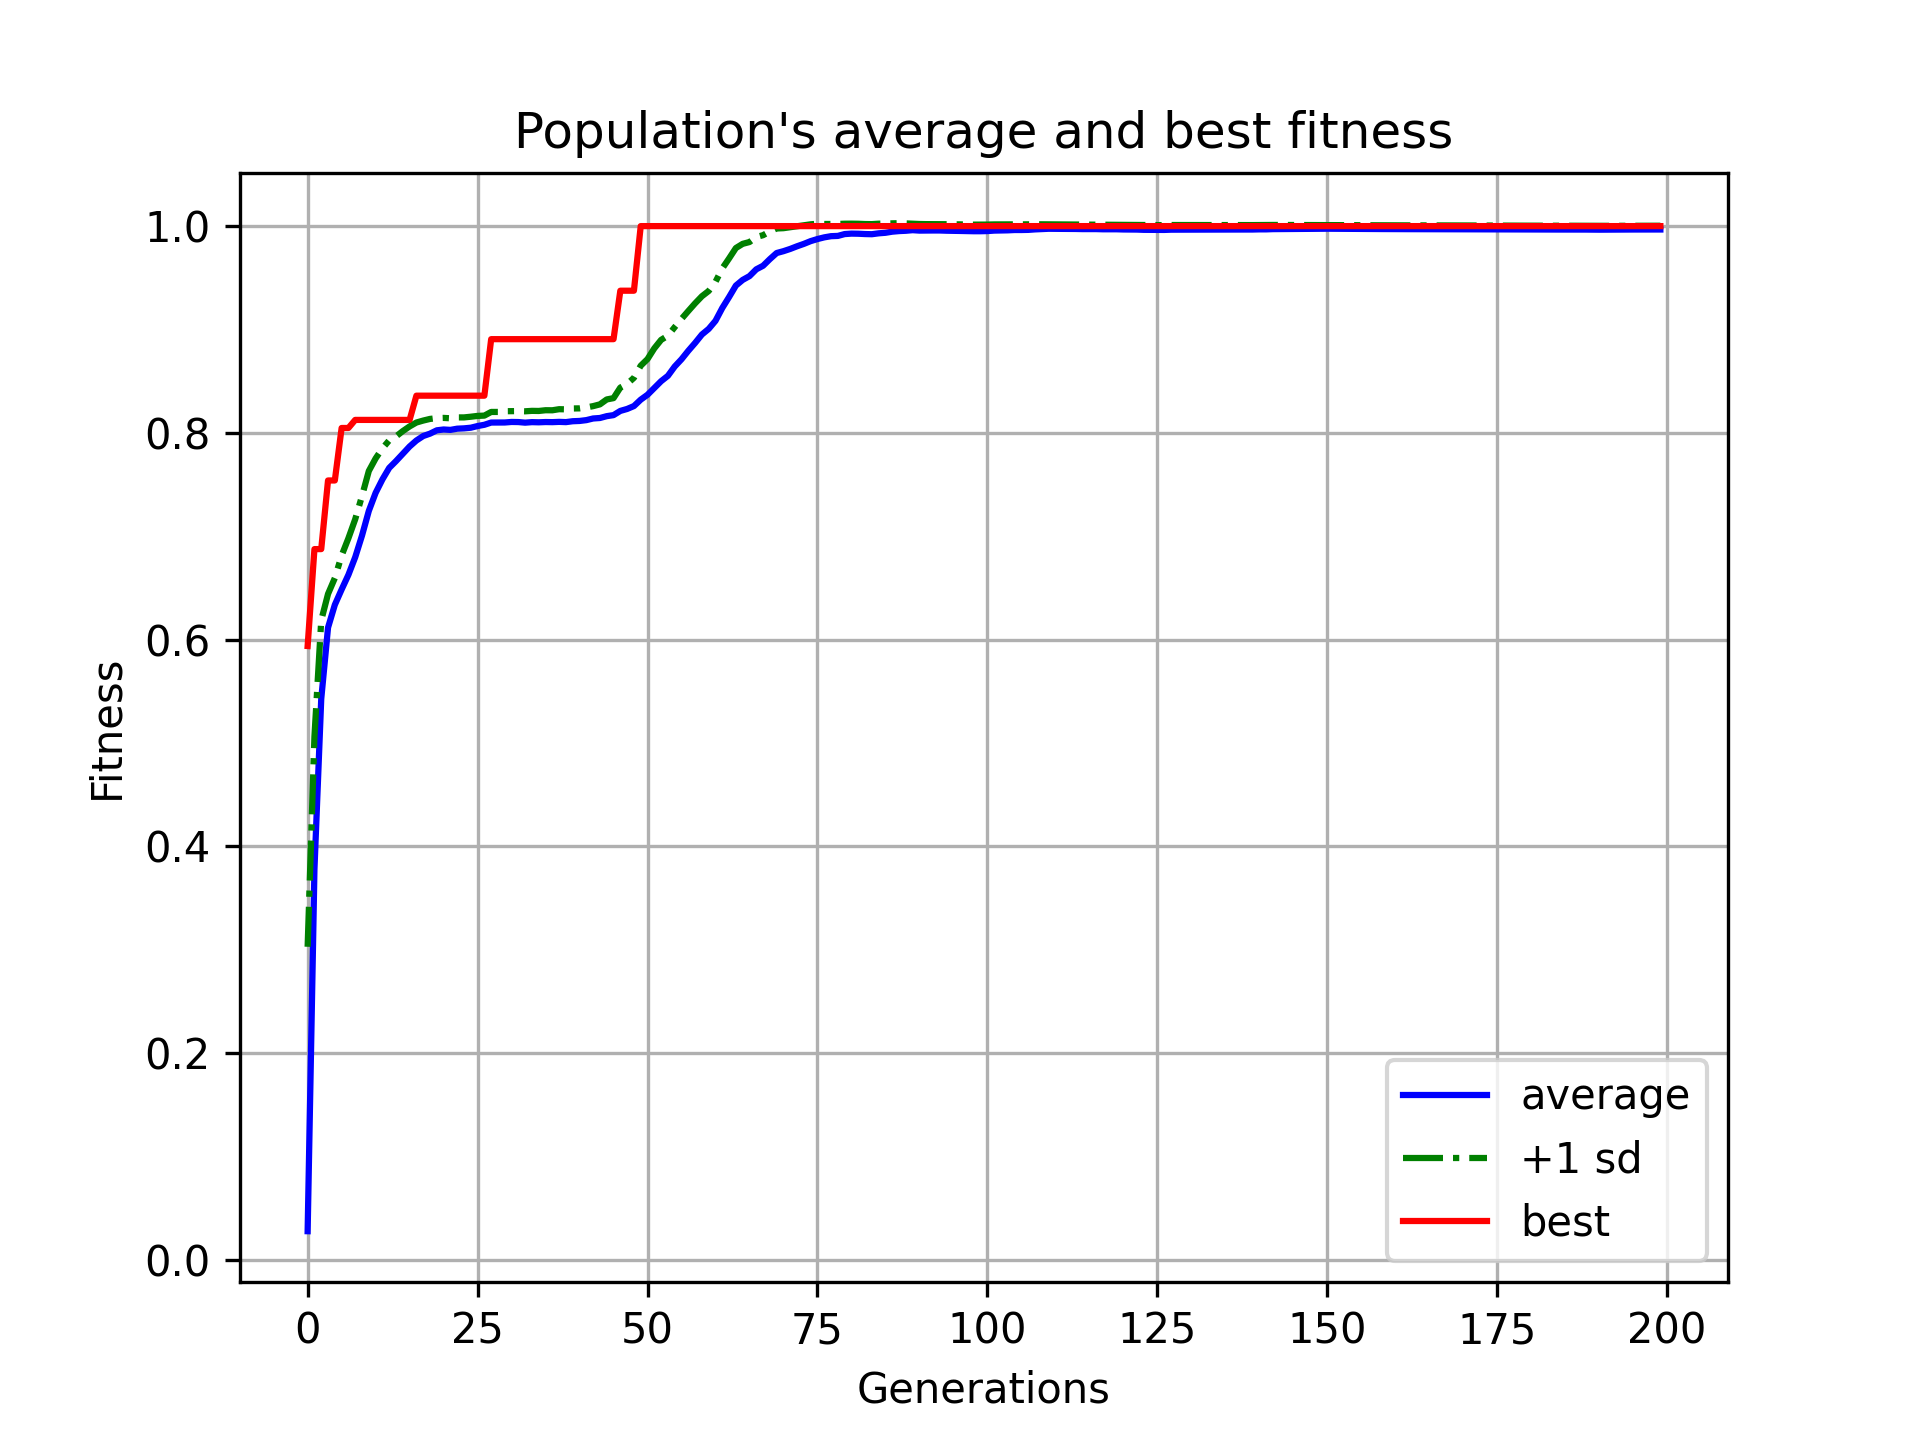 Population's average and best fitness
1.0
0.8
0.6
0.4
0.2
0.0
Fitness
average
+1 sd
best
0 25 50 75 100 125 150 175 200
Generations